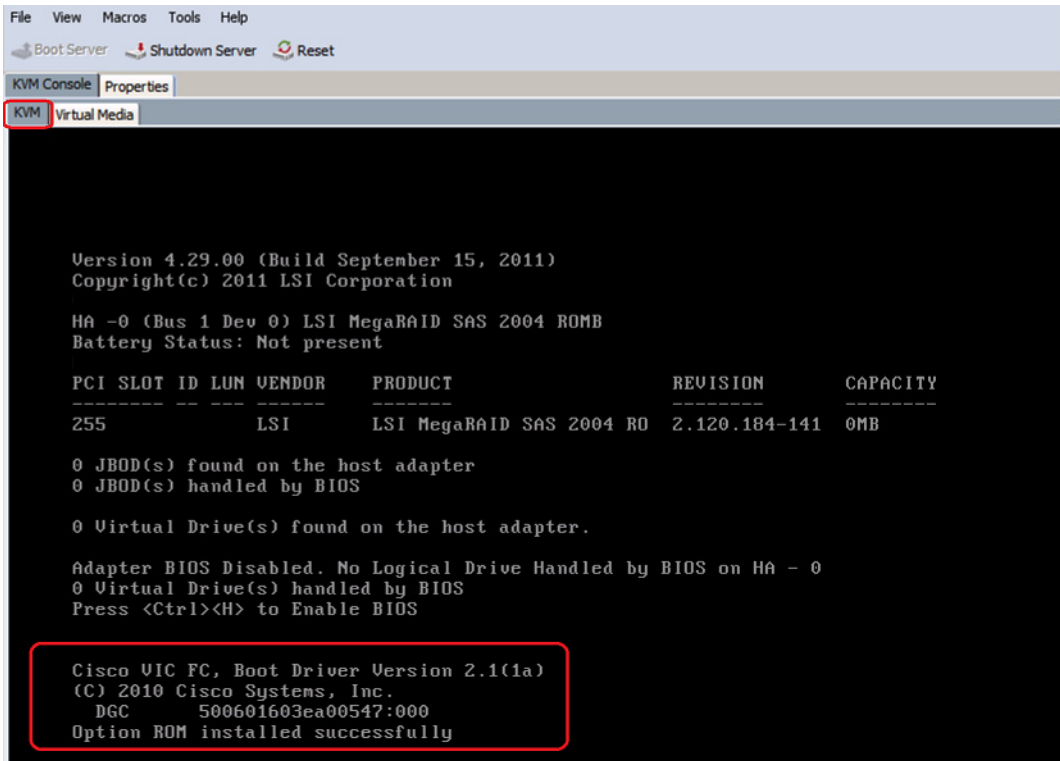 File View Macros Tools Help
Boot Server Shutdown Server Reset
KVM Console Properties
KVM Virtual Media
Version 4.29.00 (Build September 15, 2011)
Copyright(c) 2011 LSI Corporation
HA -0 (Bus 1 Dev 0) LSI MegaRAID SAS 2004 ROMB
Battery Status: Not present
PCI SLOT ID LUN VENDOR PRODUCT REVISION CAPACITY
-------- -- --- ------ ------- -------- --------
255 LSI LSI MegaRAID SAS 2004 RO 2.120.184-141 0MB
0 JBOD(s) found on the host adapter
0 JBOD(s) handled by BIOS
0 Virtual Drive(s) found on the host adapter.
Adapter BIOS Disabled. No Logical Drive Handled by BIOS on HA - 0
0 Virtual Drive(s) handled by BIOS
Press <Ctrl><H> to Enable BIOS
Cisco VIC FC, Boot Driver Version 2.1(1a)
(C) 2010 Cisco Systems, Inc.
DGC 500601603ea00547:000
Option ROM installed successfully